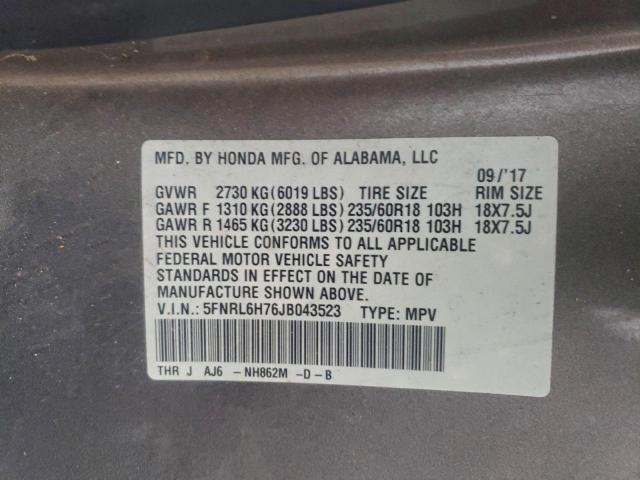 MFD. BY HONDA MFG. OF ALABAMA, LLC
09/'17
GVWR 2730 KG(6019 LBS) TIRE SIZE RIM SIZE
GAWR F 1310 KG(2888 LBS) 235/60R18 103H 18X7.5J
GAWR R 1465 KG(3230 LBS) 235/60R18 103H 18X7.5J
THIS VEHICLE CONFORMS TO ALL APPLICABLE
FEDERAL MOTOR VEHICLE SAFETY
STANDARDS IN EFFECT ON THE DATE OF
MANUFACTURE SHOWN ABOVE.
V.I.N.: 5FNRL6H76JB043523 TYPE: MPV
THR J AJ6 -NH862M -D-B